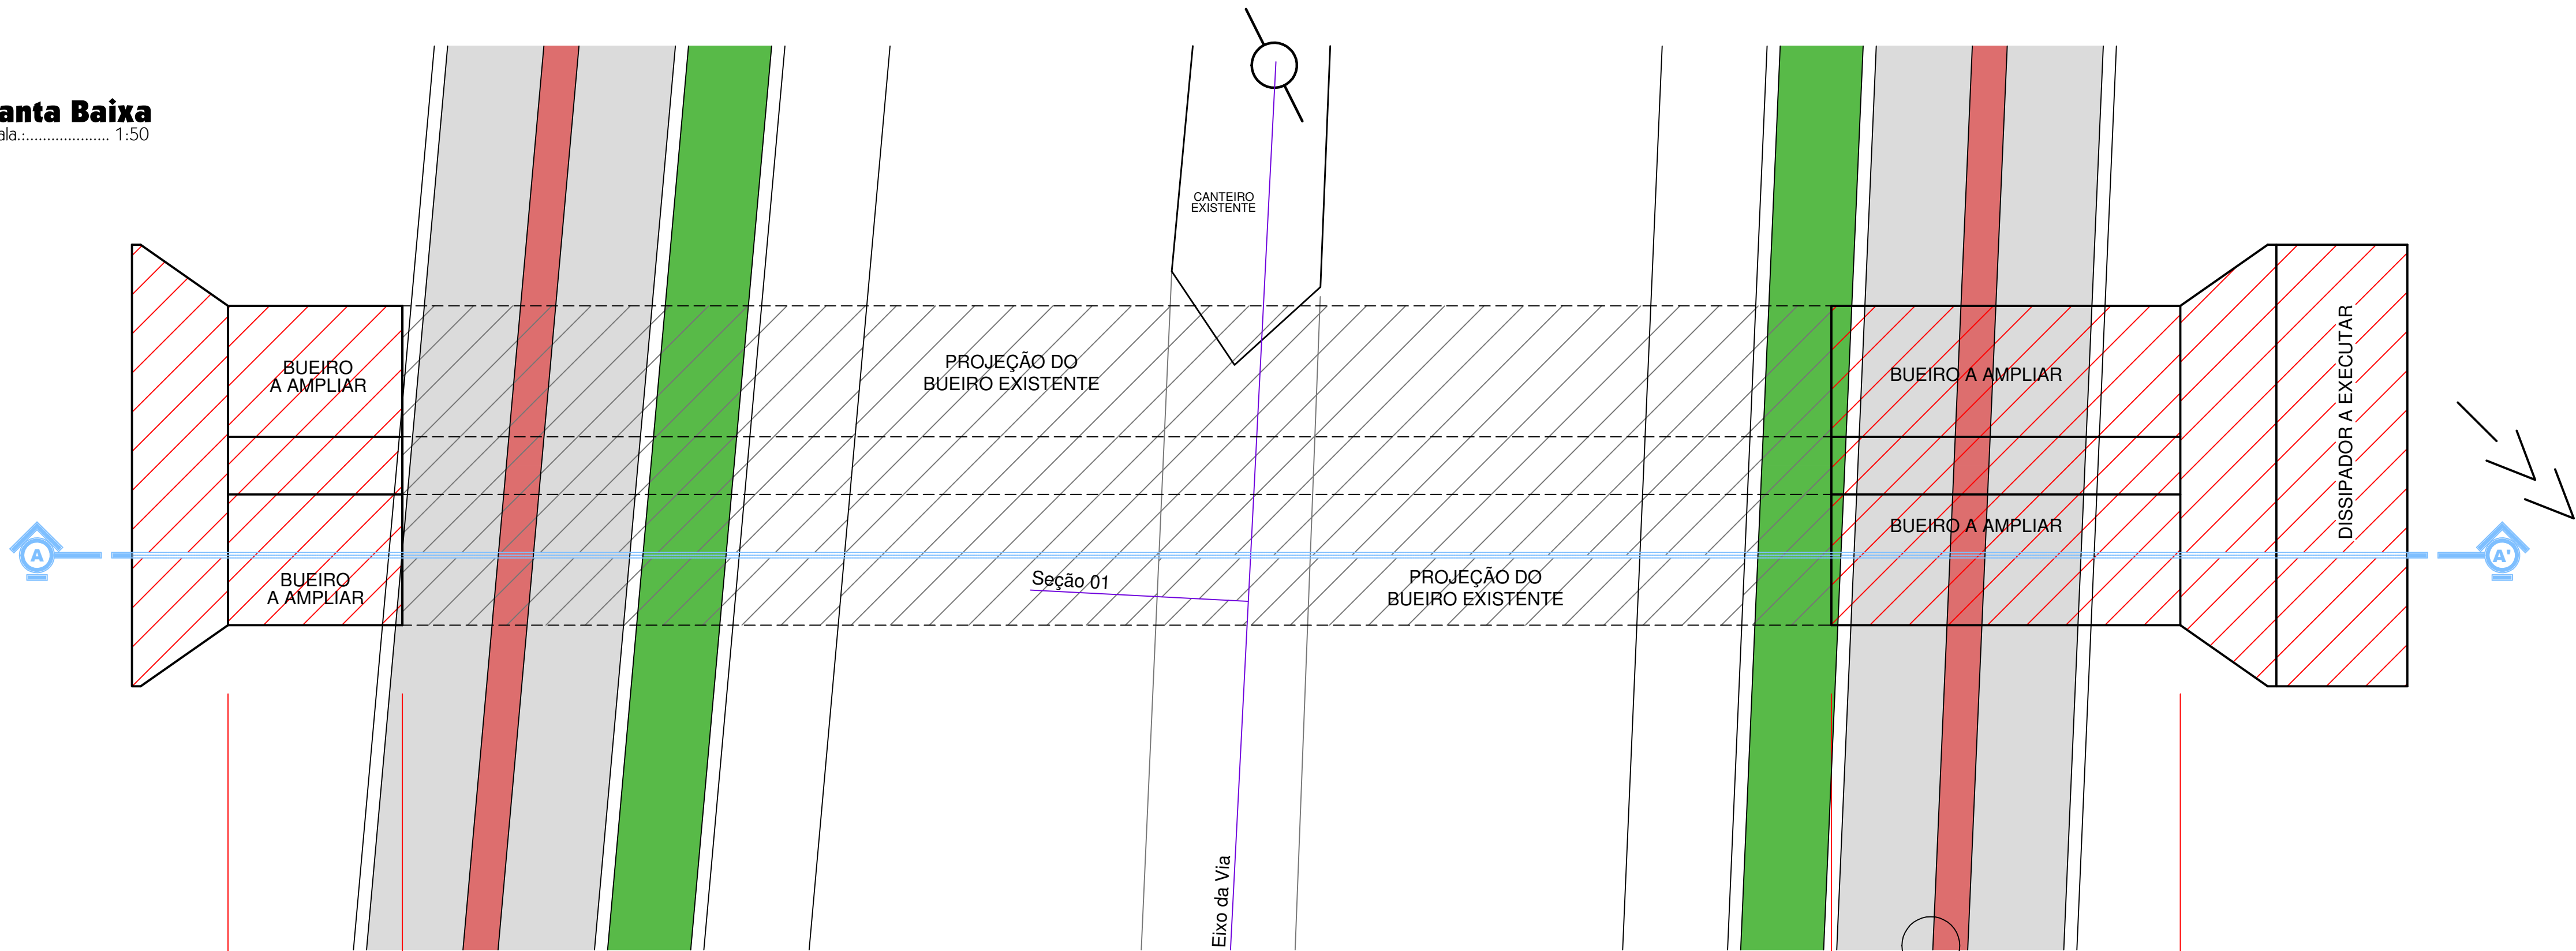 anta Baixa
ala.:..................... 1:50
CANTEIRO
EXISTENTE
BUEIRO
A AMPLIAR
PROJEÇÃO DO
BUEIRO EXISTENTE
BUEIRO A AMPLIAR
DISSIPADOR A EXECUTAR
BUEIRO A AMPLIAR
A
A'
BUEIRO
A AMPLIAR
Seção 01
PROJEÇÃO DO
BUEIRO EXISTENTE
Eixo da Via